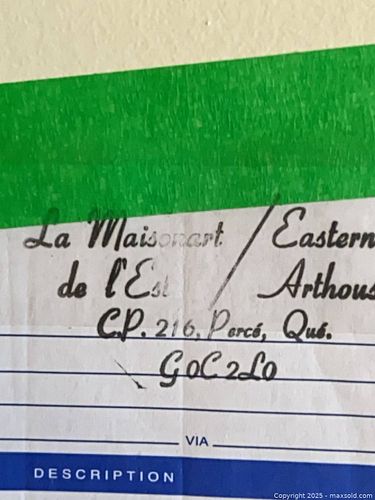 La Maisonart / Eastern
de l'Est Arthous
C.P. 216, Percé, Qué.
G0C 2L0
VIA
DESCRIPTION
Copyright 2025 - maxsold.com